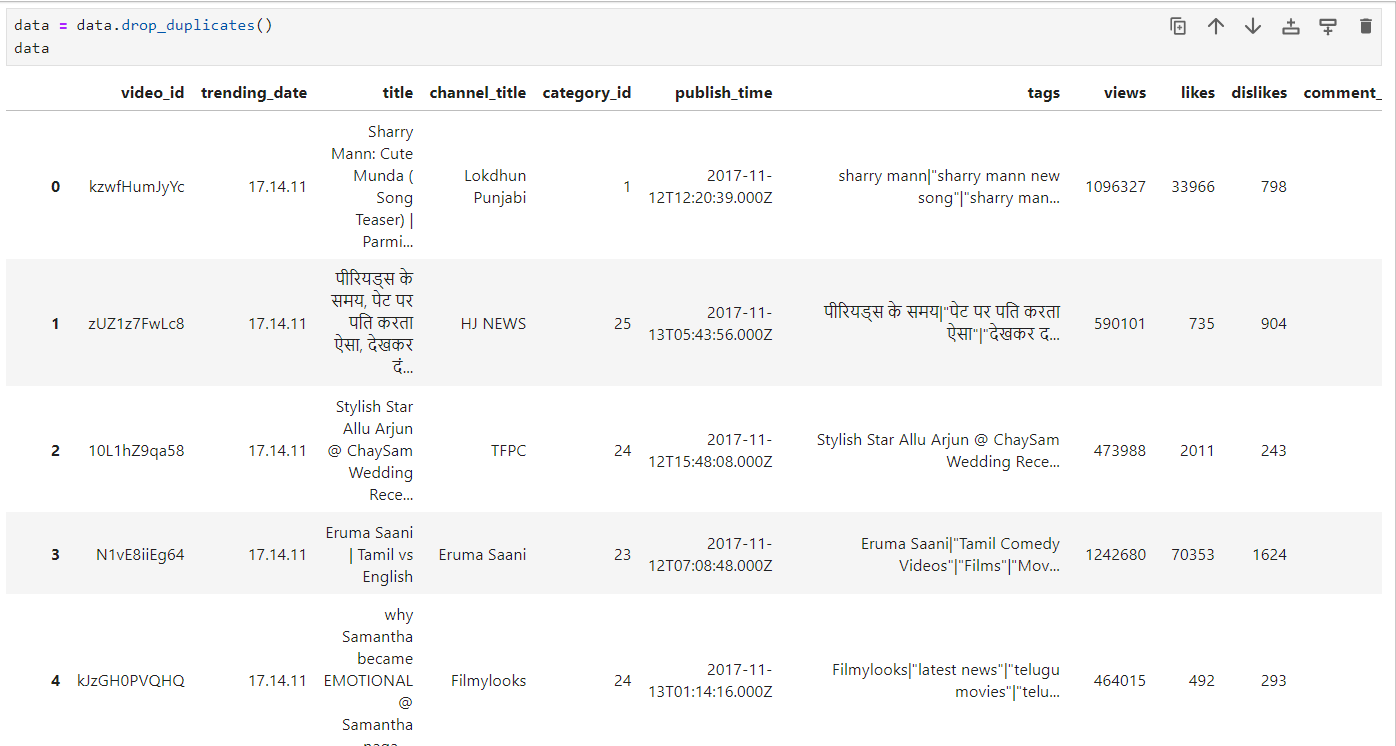 data = data.drop_duplicates()
data
video_id trending_date title channel_title category_id publish_time tags views likes dislikes comment_
0 kzwfHumJyYc 17.14.11
Sharry
Mann: Cute
Munda (
Song
Teaser) |
Parmi...
Lokdhun
Punjabi
1
2017-11-
12T12:20:39.000Z
sharry mann|"sharry mann new
song"|"sharry man...
1096327 33966 798
1 zUZ1z7FwLc8 17.14.11
पीरियड्स के
समय, पेट पर
पति करता
ऐसा, देखकर
दं...
HJ NEWS 25
2017-11-
13T05:43:56.000Z
पीरियड्स के समय|"पेट पर पति करता
ऐसा"|"देखकर द...
590101 735 904
2 10L1hZ9qa58 17.14.11
Stylish Star
Allu Arjun
@ ChaySam
Wedding
Rece...
TFPC 24
2017-11-
12T15:48:08.000Z
Stylish Star Allu Arjun @ ChaySam
Wedding Rece...
473988 2011 243
3 N1vE8iiEg64 17.14.11
Eruma Saani
| Tamil vs
English
Eruma Saani 23
2017-11-
12T07:08:48.000Z
Eruma Saani|"Tamil Comedy
Videos"|"Films"|"Mov...
1242680 70353 1624
4 kJzGH0PVQHQ 17.14.11
why
Samantha
became
EMOTIONAL
@
Samantha
Filmylooks 24
2017-11-
13T01:14:16.000Z
Filmylooks|"latest news"|"telugu
movies"|"telu...
464015 492 293